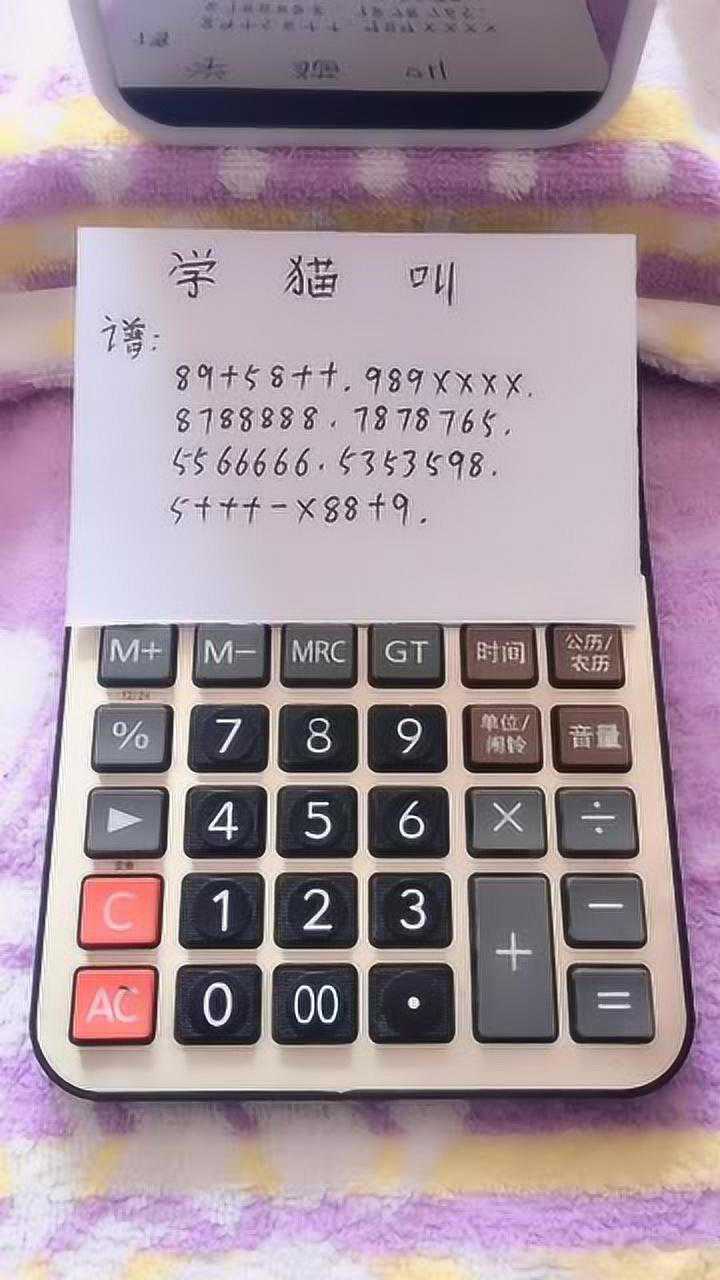 学 猫 叫
谱:
89+58++.989××××.
8788888.7878765.
5566666.5353598.
5+++-×88+9.
M+ M- MRC GT 时间 公历/农历
% 7 8 9 单位/闹铃 音量
▶ 4 5 6 × ÷
C 1 2 3 + -
AC 0 00 • =